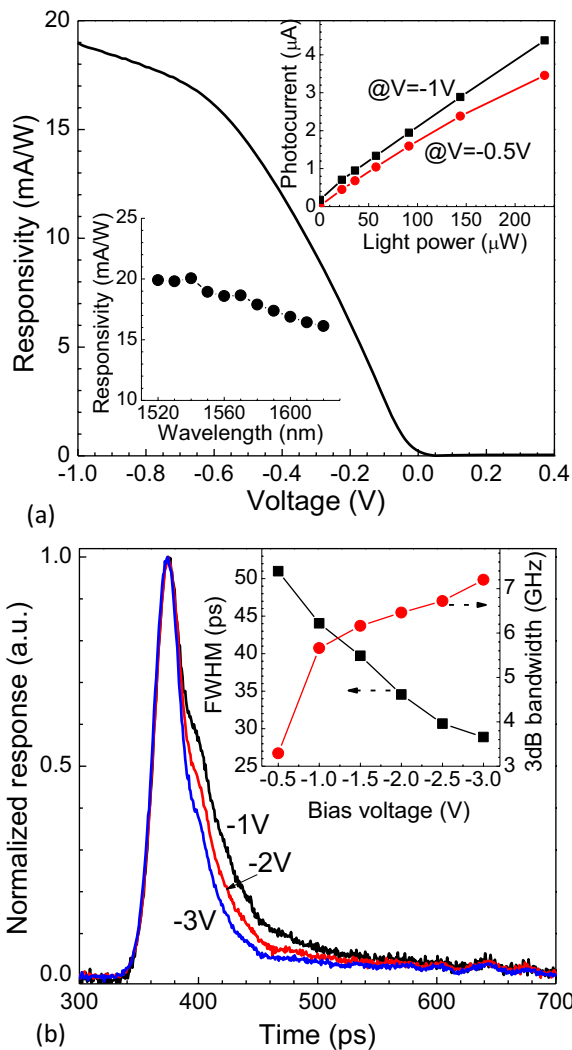 20
15
10
5
0
Responsivity (mA/W)
-1.0 -0.8 -0.6 -0.4 -0.2 0.0 0.2 0.4
Voltage (V)
(a)
4
2
0
Photocurrent (μA)
0 50 100 150 200
Light power (μW)
@V=-1V
@V=-0.5V
25
20
15
10
Responsivity (mA/W)
1520 1560 1600
Wavelength (nm)
1.0
0.5
0.0
Normalized response (a.u.)
300 400 500 600 700
Time (ps)
(b)
-1V
-2V
-3V
50
45
40
35
30
25
FWHM (ps)
-0.5 -1.0 -1.5 -2.0 -2.5 -3.0
Bias voltage (V)
7
6
5
4
3
3dB bandwidth (GHz)